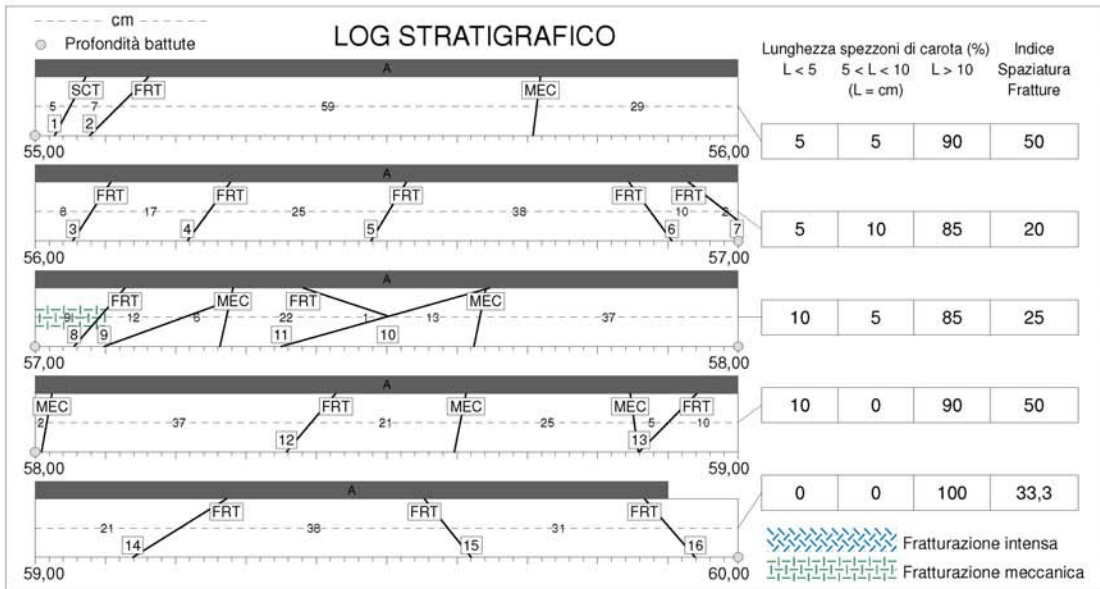 cm
Profondità battute
LOG STRATIGRAFICO
Lunghezza spezzoni di carota (%)
L < 5
5 < L < 10
L > 10
(L = cm)
Indice
Spaziatura
Fratture
A
SCT
FRT
MEC
5
7
59
29
1
2
55,00
56,00
5
5
90
50
A
FRT
FRT
FRT
FRT
FRT
8
17
25
38
10
2
3
4
5
6
7
56,00
57,00
5
10
85
20
A
FRT
MEC
FRT
MEC
9
12
6
22
1
13
37
8
9
11
10
57,00
58,00
10
5
85
25
A
MEC
FRT
MEC
MEC
FRT
2
37
21
25
5
10
12
13
58,00
59,00
10
0
90
50
A
FRT
FRT
FRT
21
38
31
14
15
16
59,00
60,00
0
0
100
33,3
Fratturazione intensa
Fratturazione meccanica